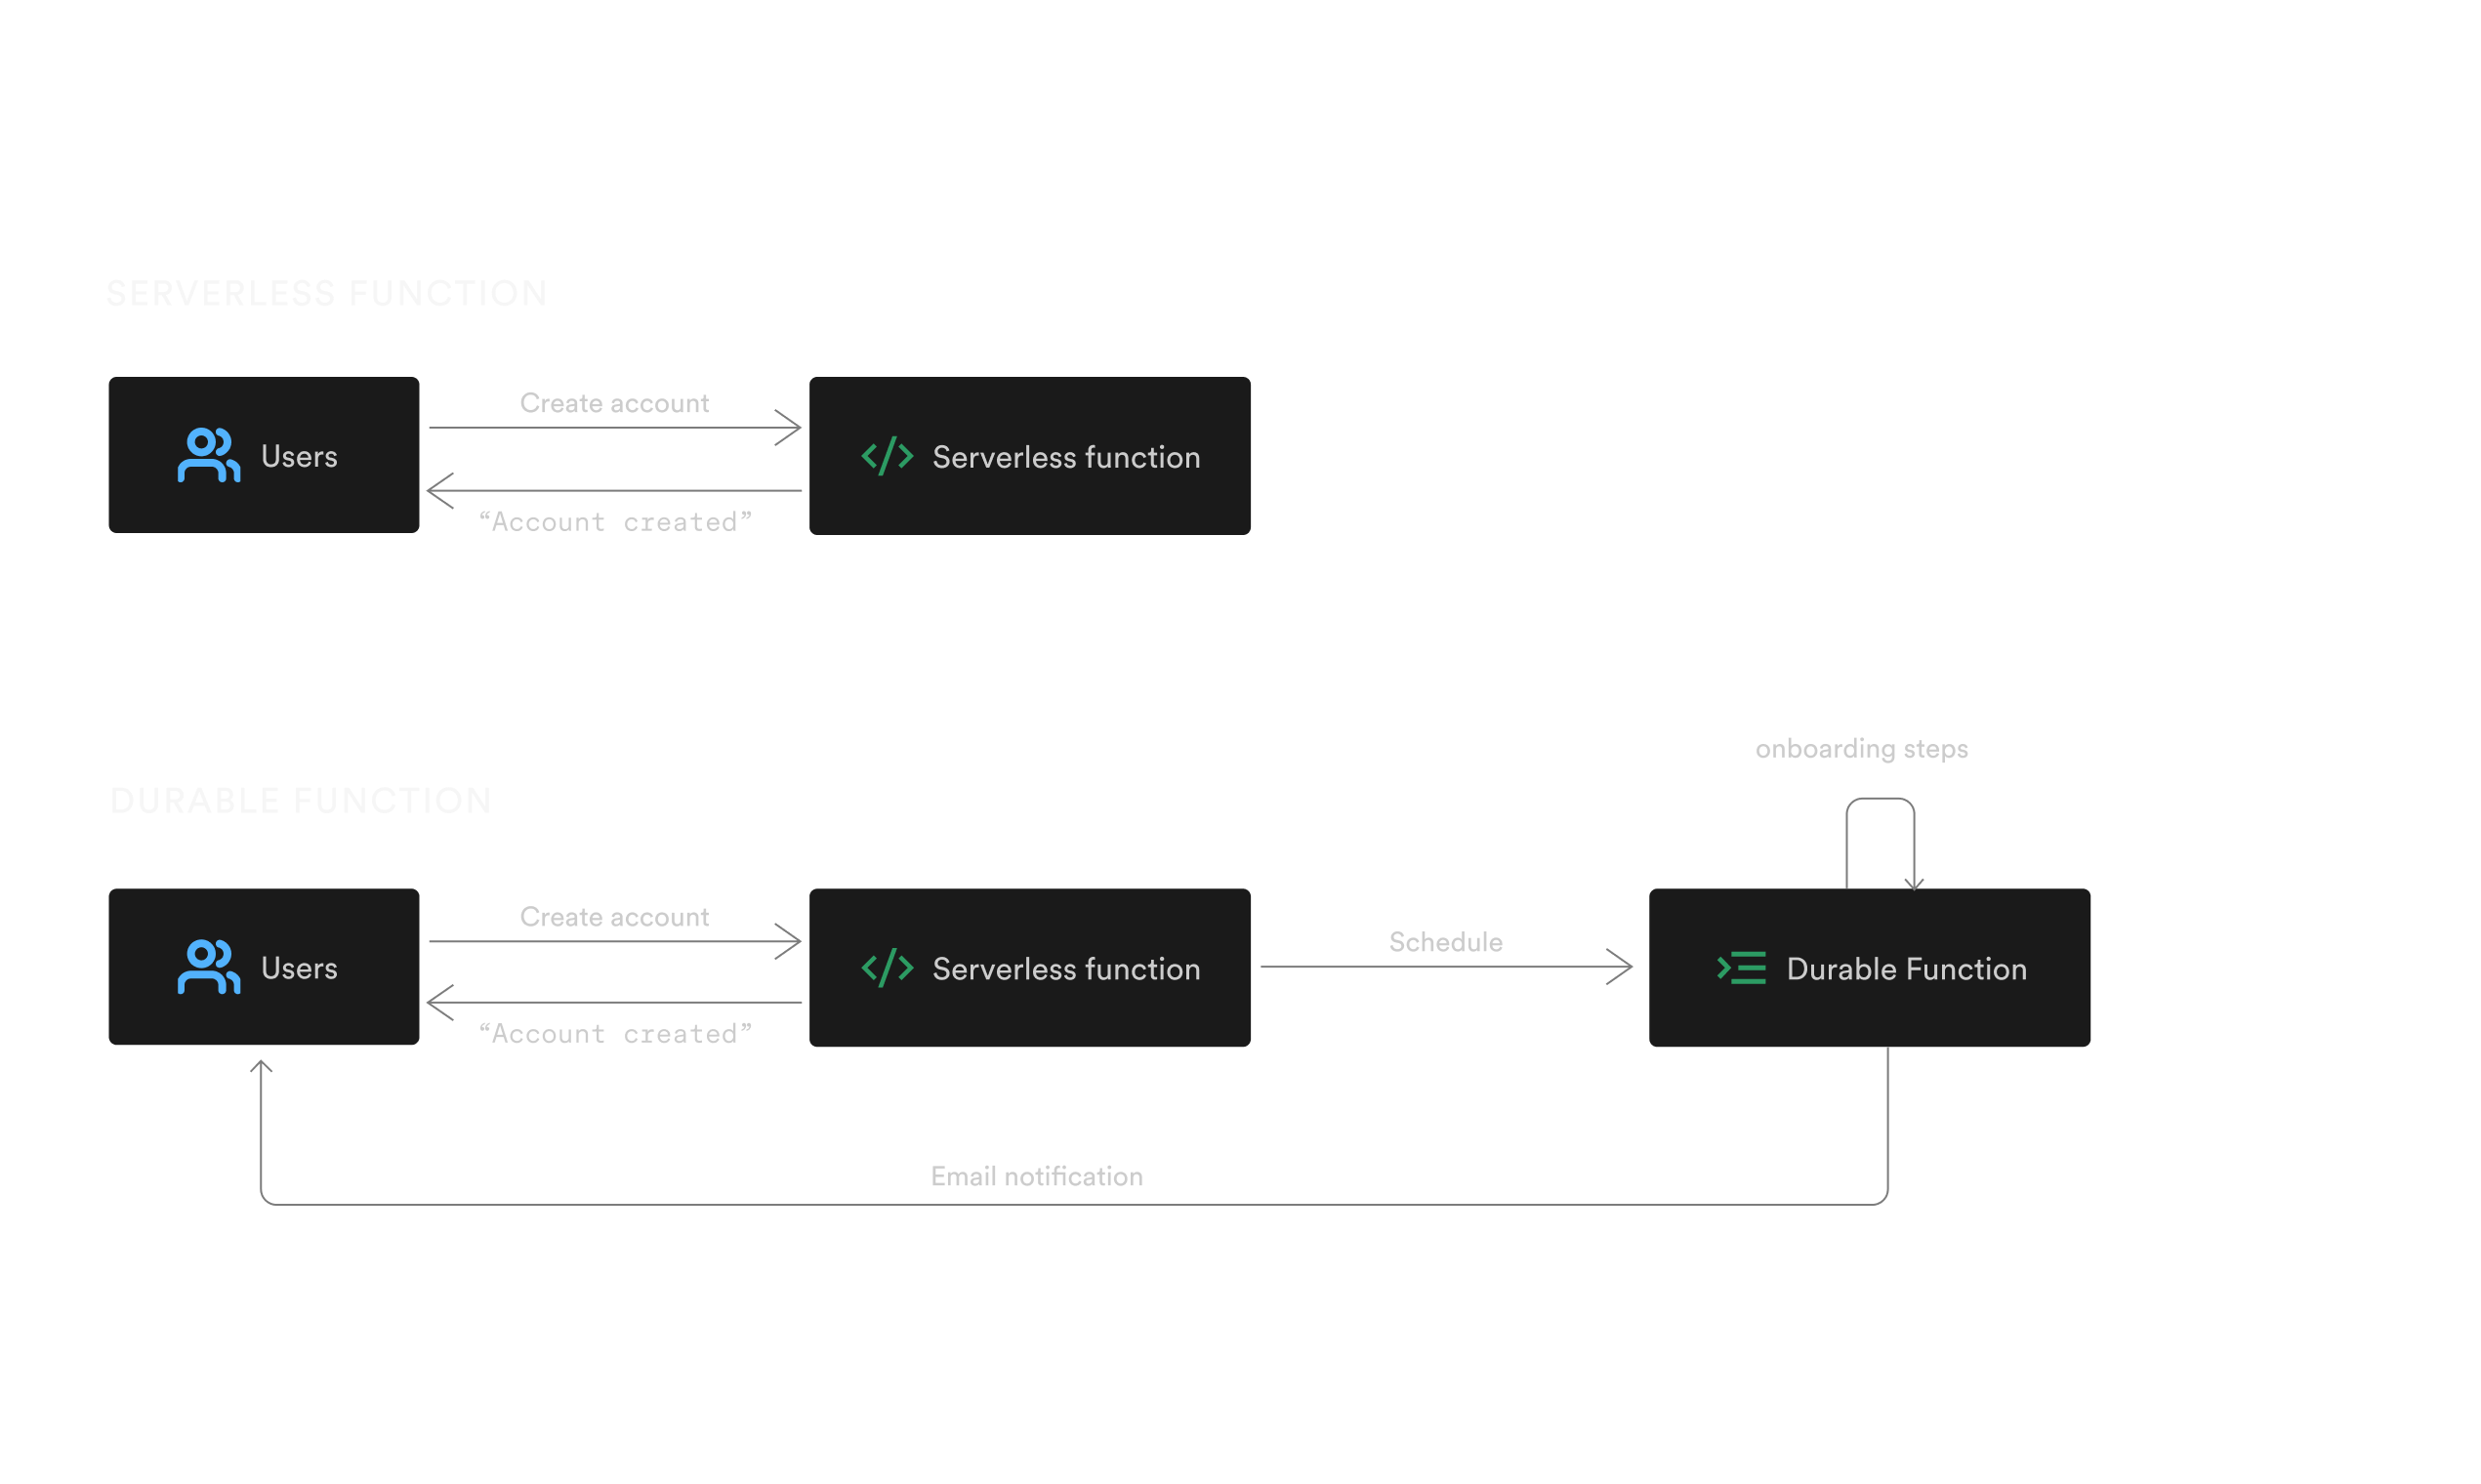 SERVERLESS FUNCTION
Users
Create account
“Account created”
Serverless function
onboarding steps
DURABLE FUNCTION
Users
Create account
“Account created”
Serverless function
Schedule
Durable Function
Email notification